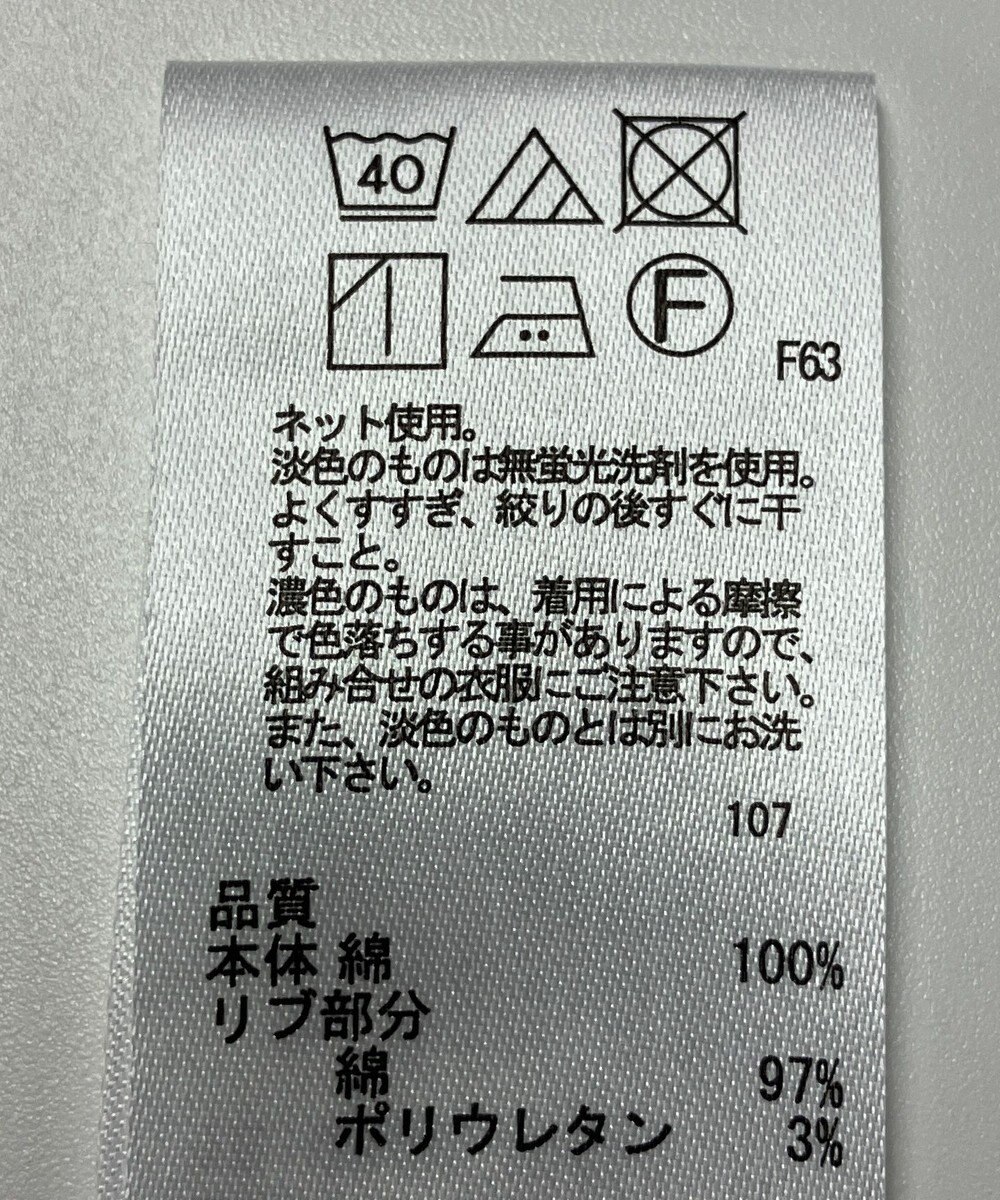 40
F
F63
ネット使用。
淡色のものは無蛍光洗剤を使用。
よくすすぎ、絞りの後すぐに干
すこと。
濃色のものは、着用による摩擦
で色落ちする事がありますので、
組み合せの衣服にご注意下さい。
また、淡色のものとは別にお洗
い下さい。
107
品質
本体 綿 100%
リブ部分
綿 97%
ポリウレタン 3%